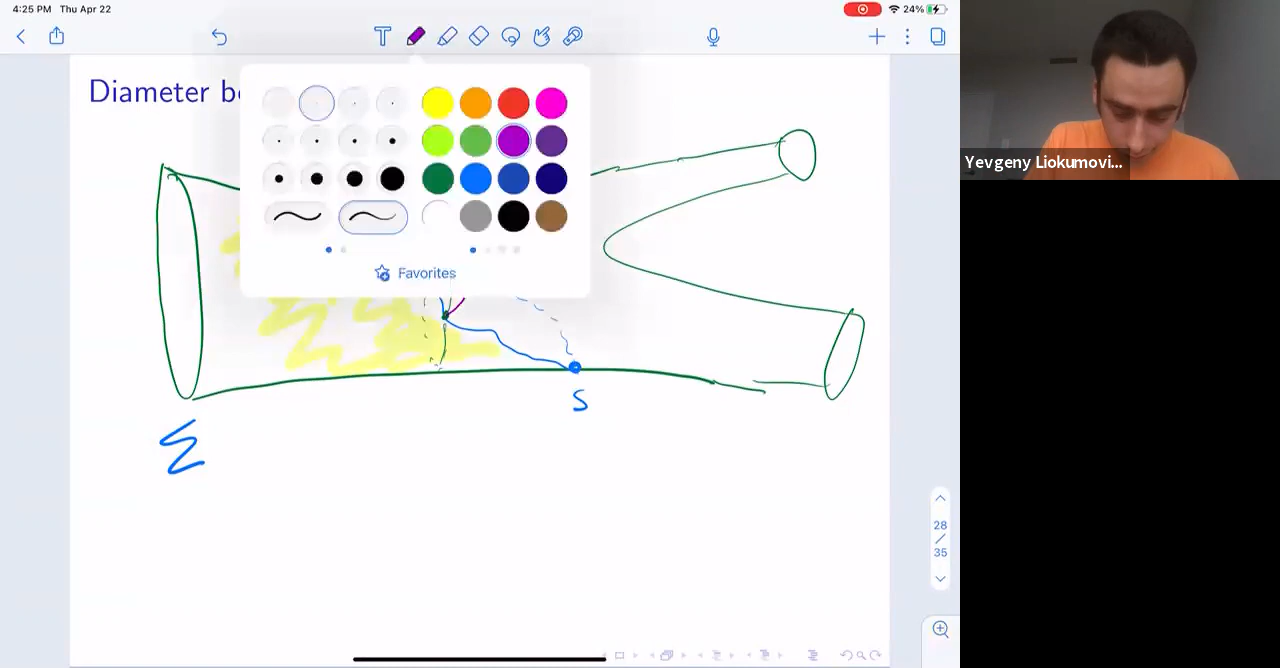 4:25 PM Thu Apr 22
24%
T
Diameter b
Yevgeny Liokumovi...
Favorites
S
Σ
28
/
35